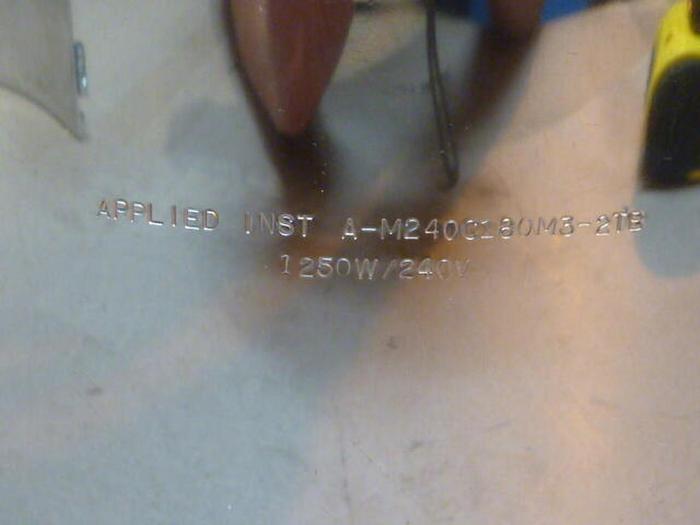 APPLIED INST A-M240C180M3-2TB
1250W/240V